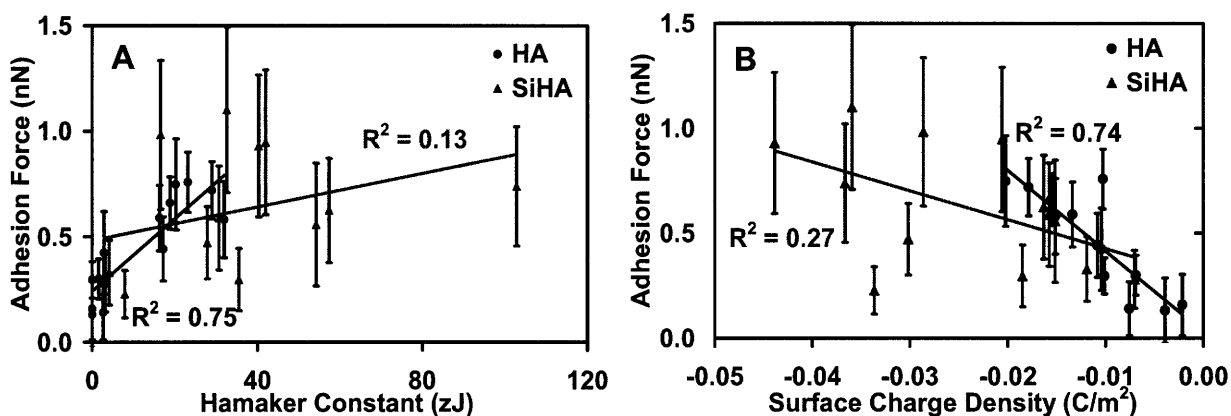 A
HA
SiHA
R² = 0.13
R² = 0.75
Adhesion Force (nN)
1.5
1.0
0.5
0.0
0
40
80
120
Hamaker Constant (zJ)
B
HA
SiHA
R² = 0.74
R² = 0.27
Adhesion Force (nN)
1.5
1.0
0.5
0.0
-0.05
-0.04
-0.03
-0.02
-0.01
0.00
Surface Charge Density (C/m²)